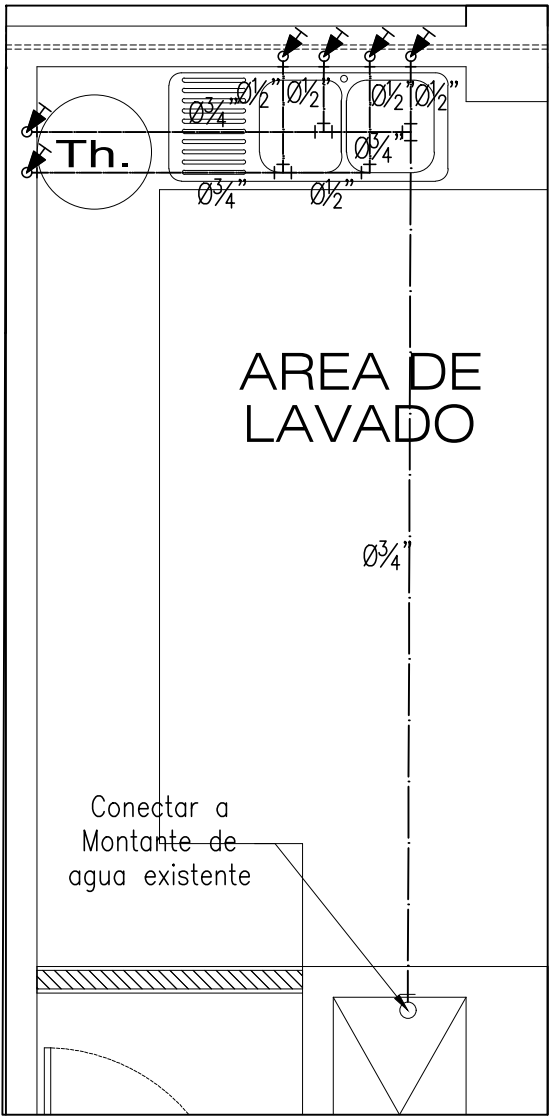 Ø1/2" Ø1/2" Ø1/2" Ø1/2"
Ø3/4"
Th.
Ø3/4"
Ø3/4" Ø1/2"
AREA DE
LAVADO
Ø3/4"
Conectar a
Montante de
agua existente